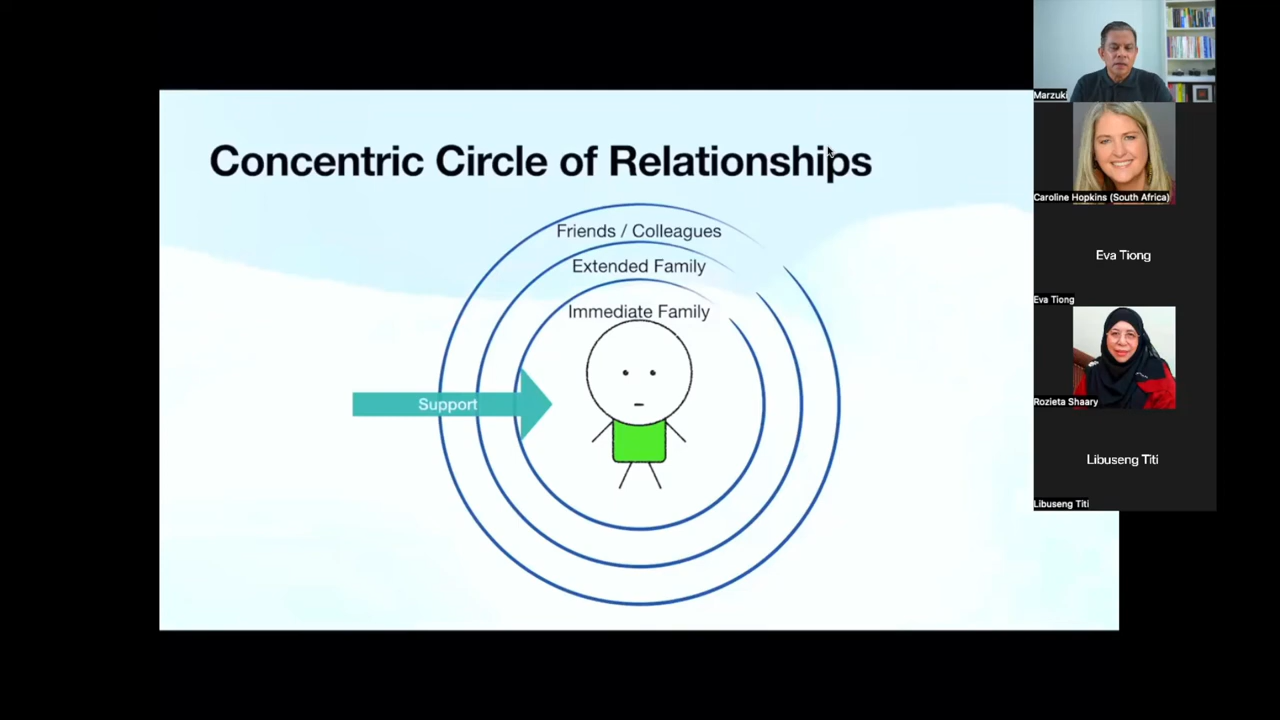 Concentric Circle of Relationships
Friends / Colleagues
Extended Family
Immediate Family
Support
Marzuki
Caroline Hopkins (South Africa)
Eva Tiong
Eva Tiong
Rozieta Shaary
Libuseng Titi
Libuseng Titi